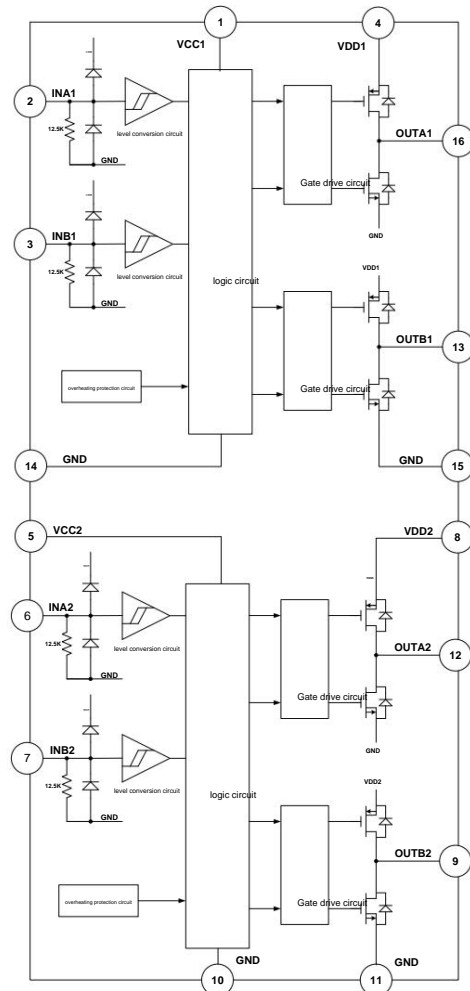 1
4
VCC1
VDD1
2
INA1
12.5K
GND
level conversion circuit
Gate drive circuit
OUTA1
16
GND
3
INB1
12.5K
GND
level conversion circuit
logic circuit
VDD1
OUTB1
13
Gate drive circuit
overheating protection circuit
14
GND
GND
15
5
VCC2
VDD2
8
6
INA2
12.5K
GND
level conversion circuit
Gate drive circuit
OUTA2
12
GND
7
INB2
12.5K
GND
level conversion circuit
logic circuit
VDD2
OUTB2
9
Gate drive circuit
overheating protection circuit
GND
GND
10
11